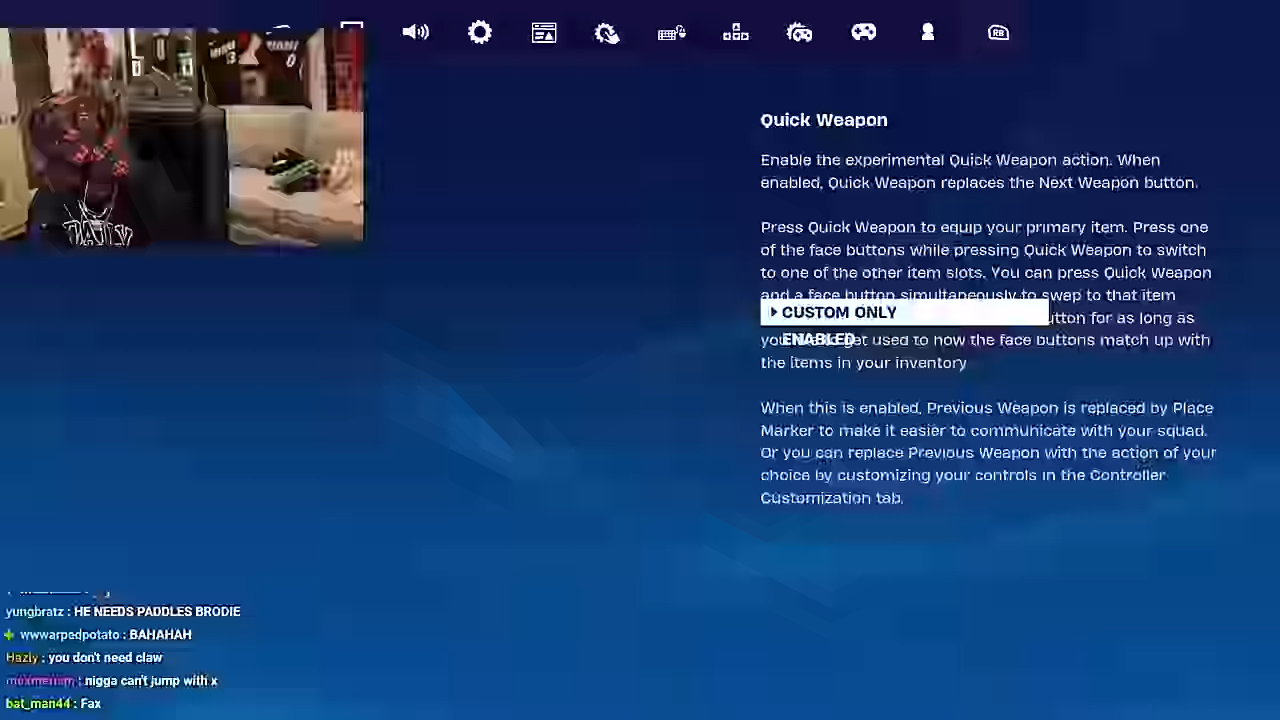 RB
MIAMI
0
DAILY
Quick Weapon
Enable the experimental Quick Weapon action. When
enabled, Quick Weapon replaces the Next Weapon button.
Press Quick Weapon to equip your primary item. Press one
of the face buttons while pressing Quick Weapon to switch
to one of the other item slots. You can press Quick Weapon
and a face button simultaneously to swap to that item
CUSTOM ONLY
utton for as long as
ENABLED
get used to how the face buttons match up with
the items in your inventory
When this is enabled, Previous Weapon is replaced by Place
Marker to make it easier to communicate with your squad.
Or you can replace Previous Weapon with the action of your
choice by customizing your controls in the Controller
Customization tab.
yungbratz : HE NEEDS PADDLES BRODIE
wwwarpedpotato : BAHAHAH
Hazly : you don't need claw
: nigga can't jump with x
bat_man44 : Fax